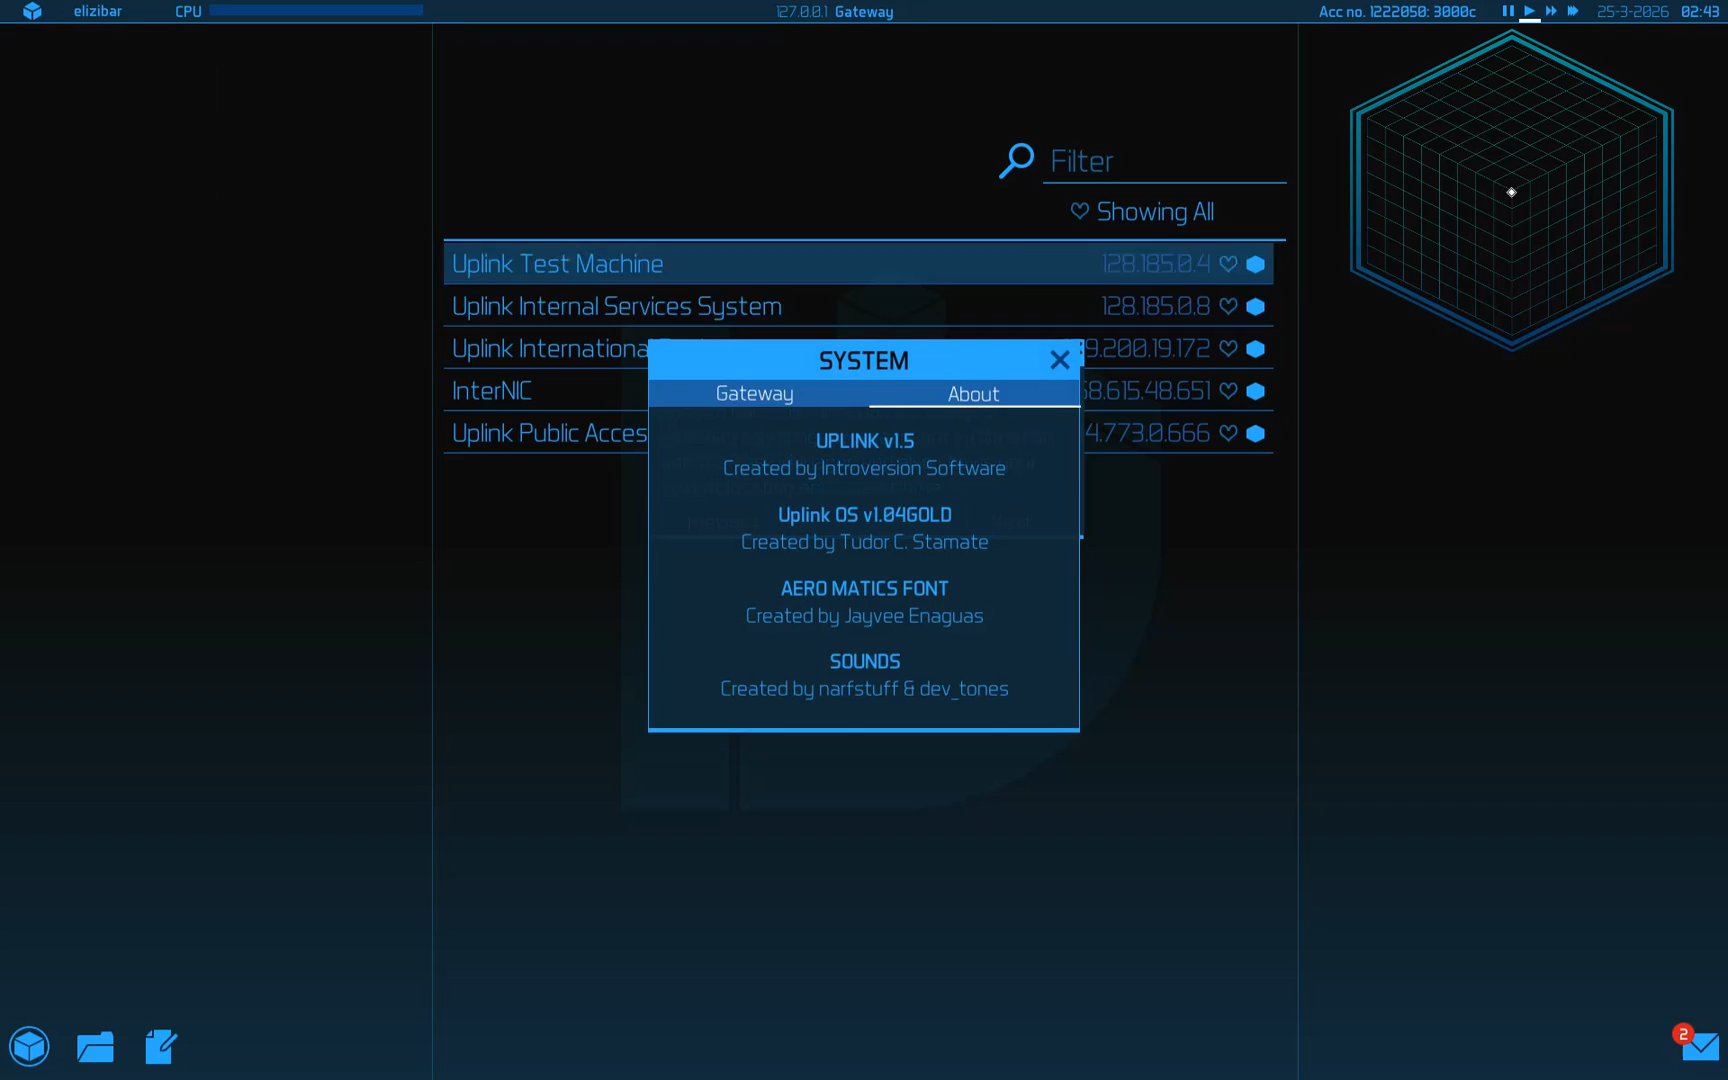 elizibar CPU 127.0.0.1 Gateway Acc no. 1222050: 3000c 25-3-2026 02:43
Filter
Showing All
Uplink Test Machine 128.185.0.4
Uplink Internal Services System 128.185.0.8
Uplink International 9.200.19.172
InterNIC 8.615.48.651
Uplink Public Acces 4.773.0.666
SYSTEM
Gateway About
UPLINK v1.5
Created by Introversion Software
Uplink OS v1.04GOLD
Created by Tudor C. Stamate
AERO MATICS FONT
Created by Jayvee Enaguas
SOUNDS
Created by narfstuff & dev_tones
2